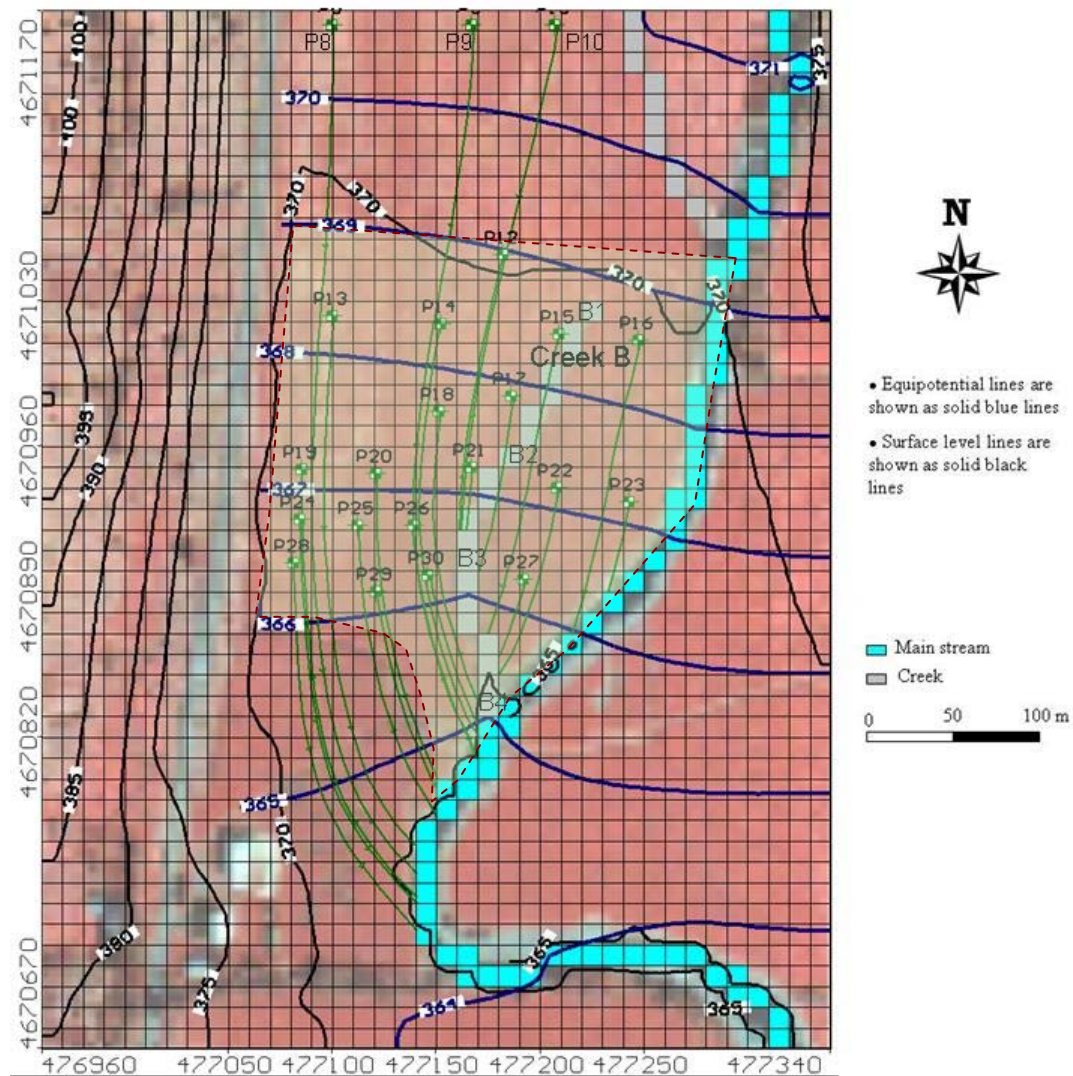 P8
P9
P10
100
100
371
375
370
370
370
369
P12
370
370
P13
P14
P15
B1
P16
Creek B
368
P17
P18
395
390
P19
P20
P21
B2
P22
P23
367
P24
P25
P26
P28
P30
B3
P27
P29
366
365
B4
385
365
370
380
375
365
364
365
4671170
4671100
4671030
4670960
4670890
4670820
4670740
4670670
476960
477050
477150
477200
477250
477340
N
• Equipotential lines are
shown as solid blue lines
• Surface level lines are
shown as solid black
lines
Main stream
Creek
0 50 100 m